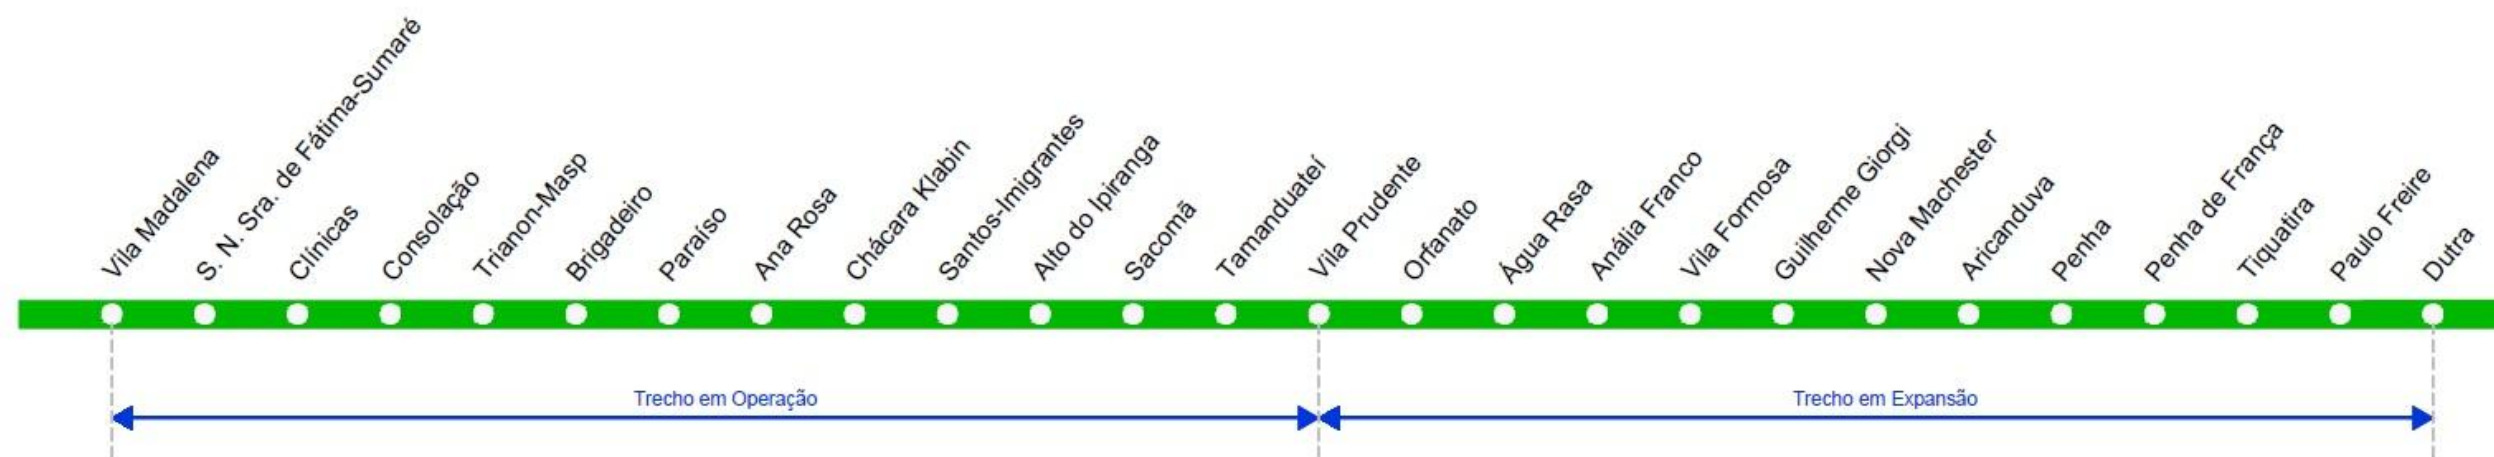 Vila Madalena
S. N. Sra. de Fátima-Sumaré
Clínicas
Consolação
Trianon-Masp
Brigadeiro
Paraíso
Ana Rosa
Chácara Klabin
Santos-Imigrantes
Alto do Ipiranga
Sacomã
Tamanduateí
Vila Prudente
Orfanato
Água Rasa
Anália Franco
Vila Formosa
Guilherme Giorgi
Nova Machester
Aricanduva
Penha
Penha de França
Tiquatira
Paulo Freire
Dutra
Trecho em Operação
Trecho em Expansão